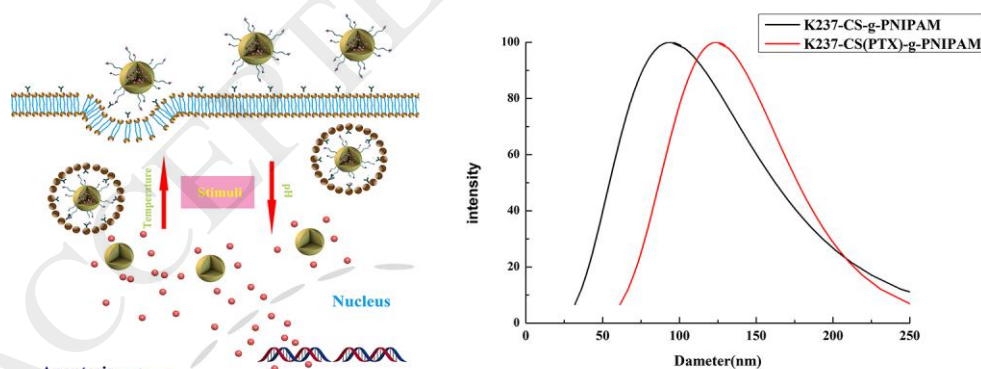 Temperature
Stimuli
pH
Nucleus
ACCEPTE
K237-CS-g-PNIPAM
K237-CS(PTX)-g-PNIPAM
intensity
100
80
60
40
20
0
0
50
100
150
200
250
Dameter(nm)